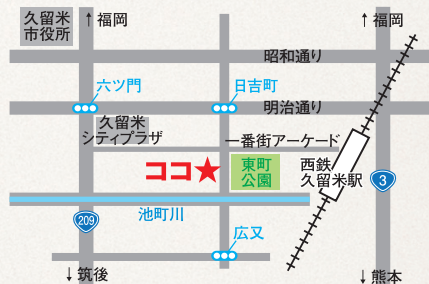 久留米
市役所
↑福岡
↑福岡
昭和通り
六ツ門
日吉町
明治通り
久留米
シティプラザ
一番街アーケード
ココ★
東町
公園
西鉄
久留米駅
3
209
池町川
広又
↓筑後
↓熊本